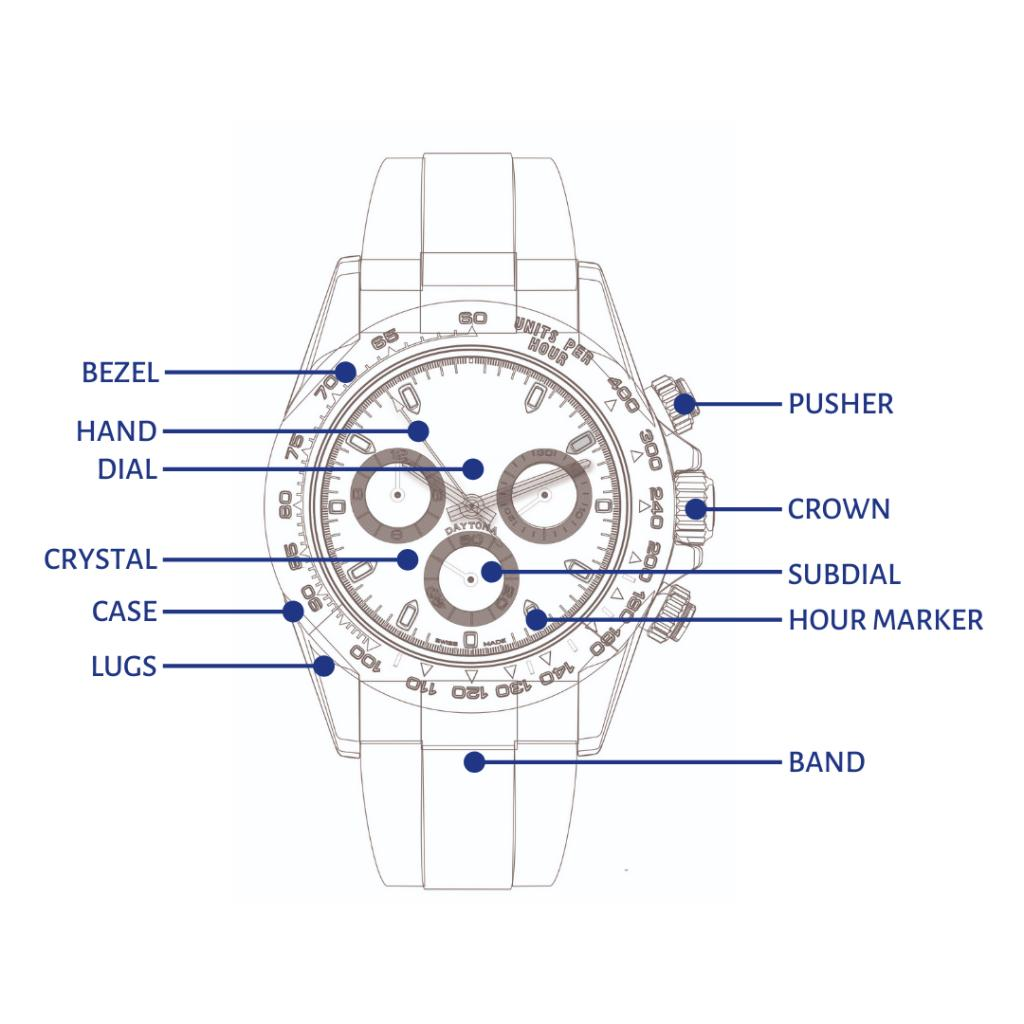 BEZEL
HAND
DIAL
CRYSTAL
CASE
LUGS
PUSHER
CROWN
SUBDIAL
HOUR MARKER
BAND
60
UNITS PER
HOUR
400
300
240
200
180
160
140
130
120
110
100
90
85
80
75
70
65
DAYTONA
SWISS MADE